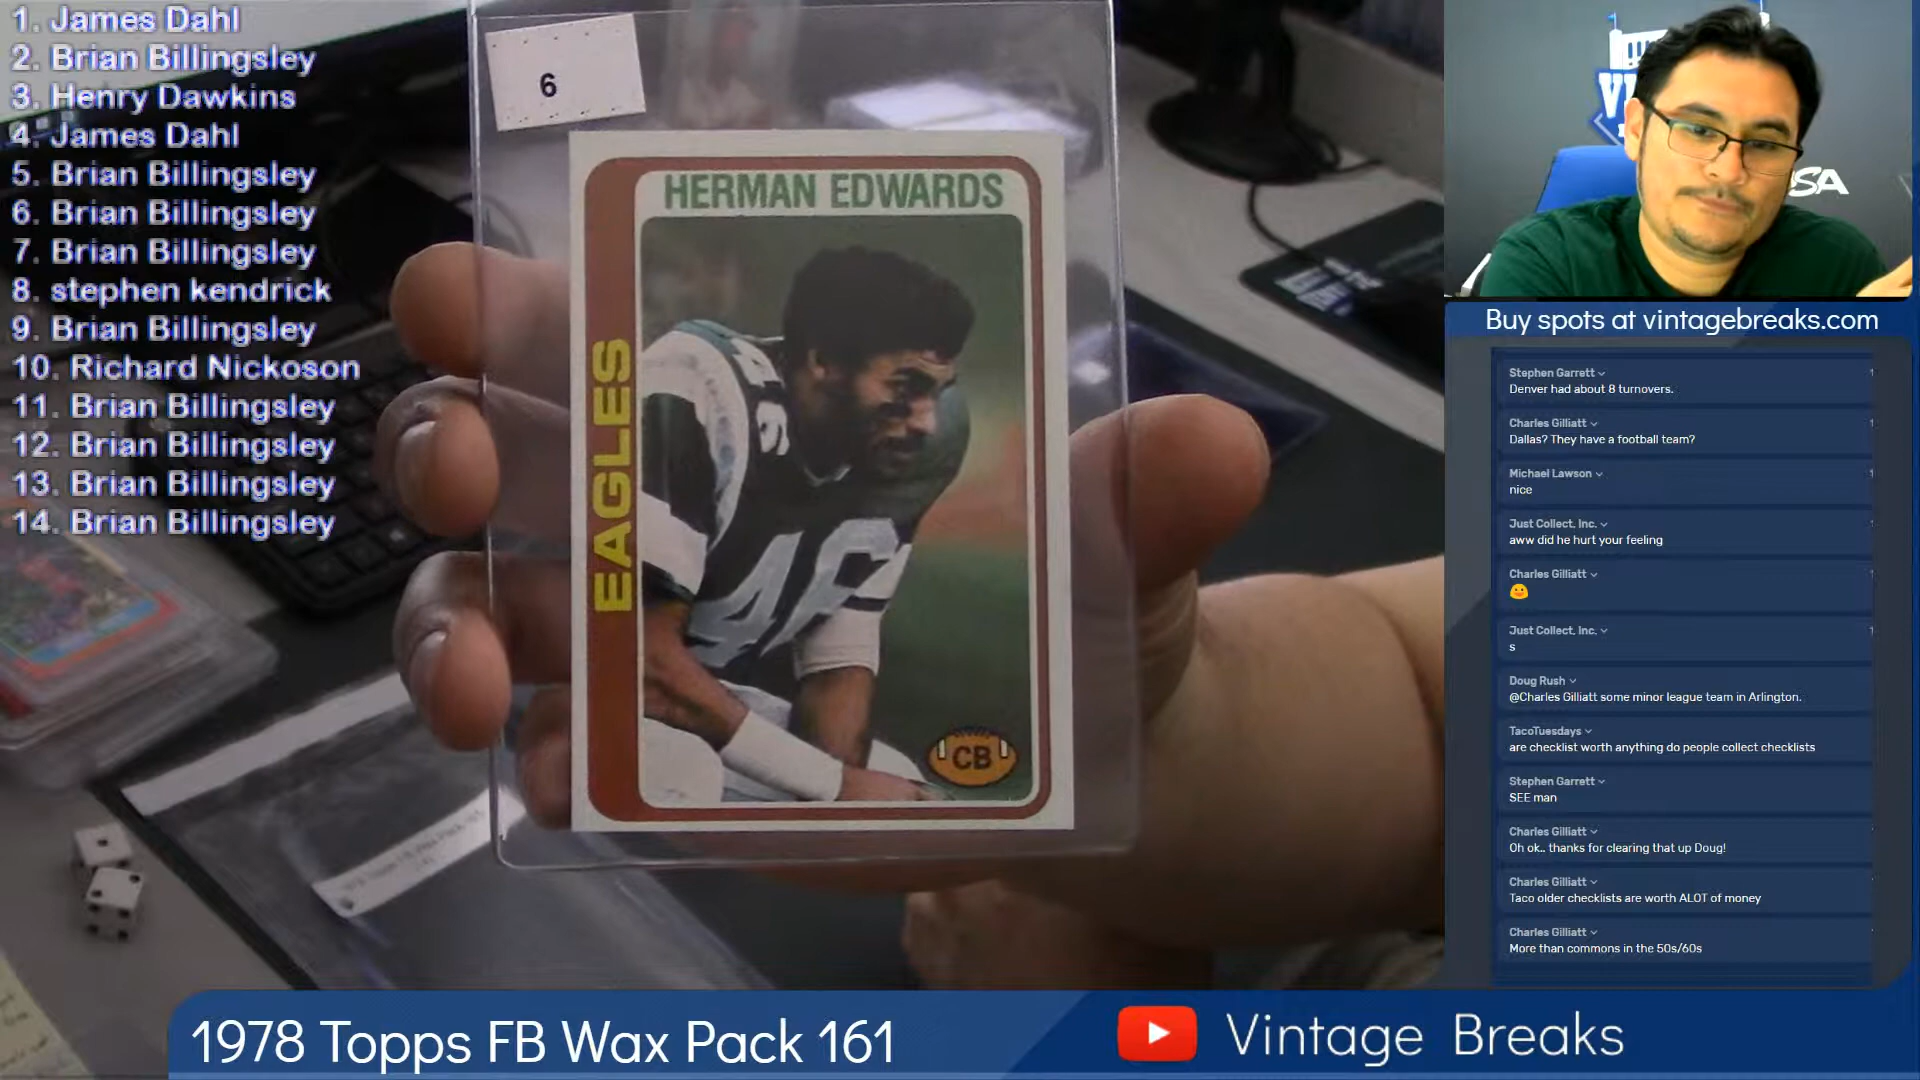 1. James Dahl
2. Brian Billingsley
3. Henry Dawkins
4. James Dahl
5. Brian Billingsley
6. Brian Billingsley
7. Brian Billingsley
8. stephen kendrick
9. Brian Billingsley
10. Richard Nickoson
11. Brian Billingsley
12. Brian Billingsley
13. Brian Billingsley
14. Brian Billingsley
6
HERMAN EDWARDS
EAGLES
46
CB
SA
Buy spots at vintagebreaks.com
Stephen Garrett
Denver had about 8 turnovers.
Charles Gilliatt
Dallas? They have a football team?
Michael Lawson
nice
Just Collect, Inc.
aww did he hurt your feeling
Charles Gilliatt
Just Collect, Inc.
s
Doug Rush
@Charles Gilliatt some minor league team in Arlington.
TacoTuesdays
are checklist worth anything do people collect checklists
Stephen Garrett
SEE man
Charles Gilliatt
Oh ok.. thanks for clearing that up Doug!
Charles Gilliatt
Taco older checklists are worth ALOT of money
Charles Gilliatt
More than commons in the 50s/60s
1978 Topps FB Wax Pack 161
Vintage Breaks